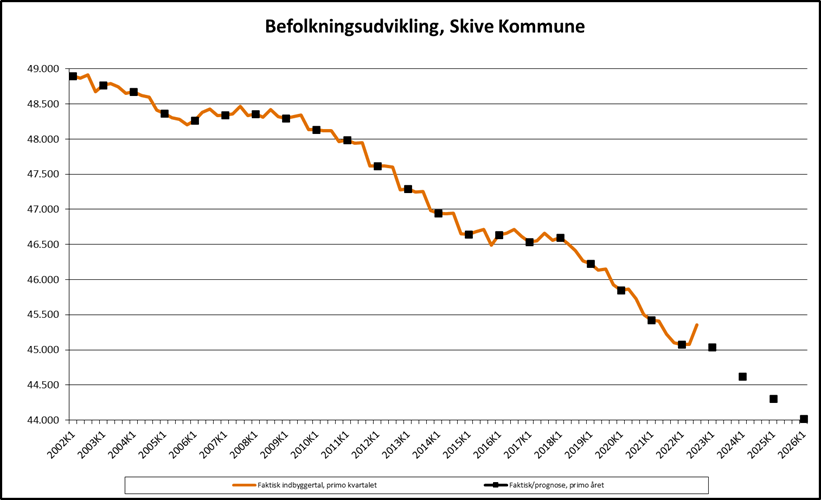 Befolkningsudvikling, Skive Kommune
49.000
48.500
48.000
47.500
47.000
46.500
46.000
45.500
45.000
44.500
44.000
2002K1
2003K1
2004K1
2005K1
2006K1
2007K1
2008K1
2009K1
2010K1
2011K1
2012K1
2013K1
2014K1
2015K1
2016K1
2017K1
2018K1
2019K1
2020K1
2021K1
2022K1
2023K1
2024K1
2025K1
2026K1
Faktisk indbyggertal, primo kvartalet
Faktisk/prognose, primo året